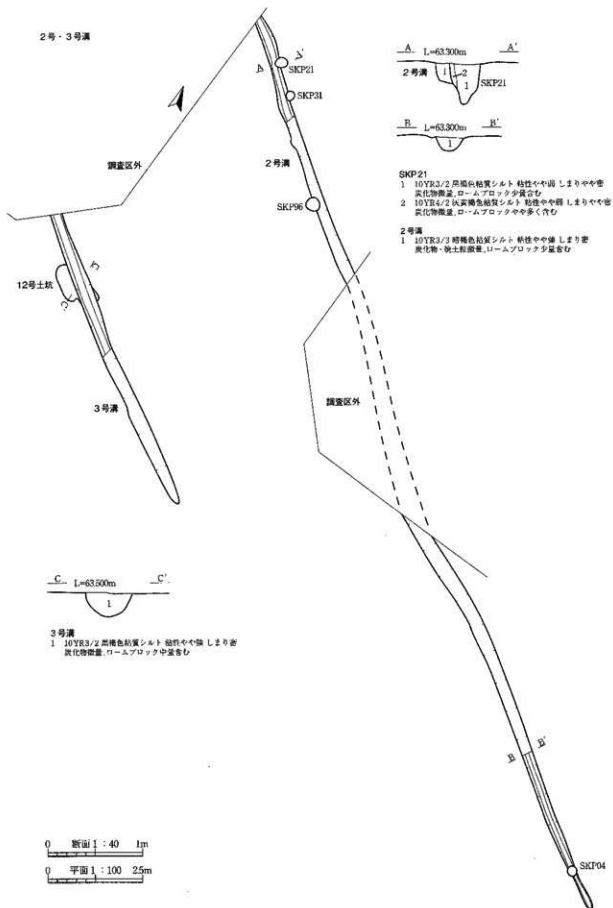 2号・3号溝
SKP21
SKP31
調査区外
2号溝
SKP96
12号土坑
3号溝
調査区外
SKP04
A L=63.300m A'
2号溝
1 2 1
SKP21
B L=63.300m B'
1
SKP21
1 10YR3/2 黒褐色粘質シルト 粘性やや弱 しまりやや密
炭化物微量,ロームブロック少量含む
2 10YR4/2 灰黄褐色粘質シルト 粘性やや弱 しまりやや密
炭化物微量,ロームブロックやや多く含む
2号溝
1 10YR3/3 暗褐色粘質シルト 粘性やや強 しまり密
炭化物・焼土粒微量,ロームブロック少量含む
A A'
C C'
B B'
C L=63.500m C'
1
3号溝
1 10YR3/2 黒褐色粘質シルト 粘性やや強 しまり密
炭化物微量,ロームブロック中量含む
0 断面1:40 1m
0 平面1:100 2.5m